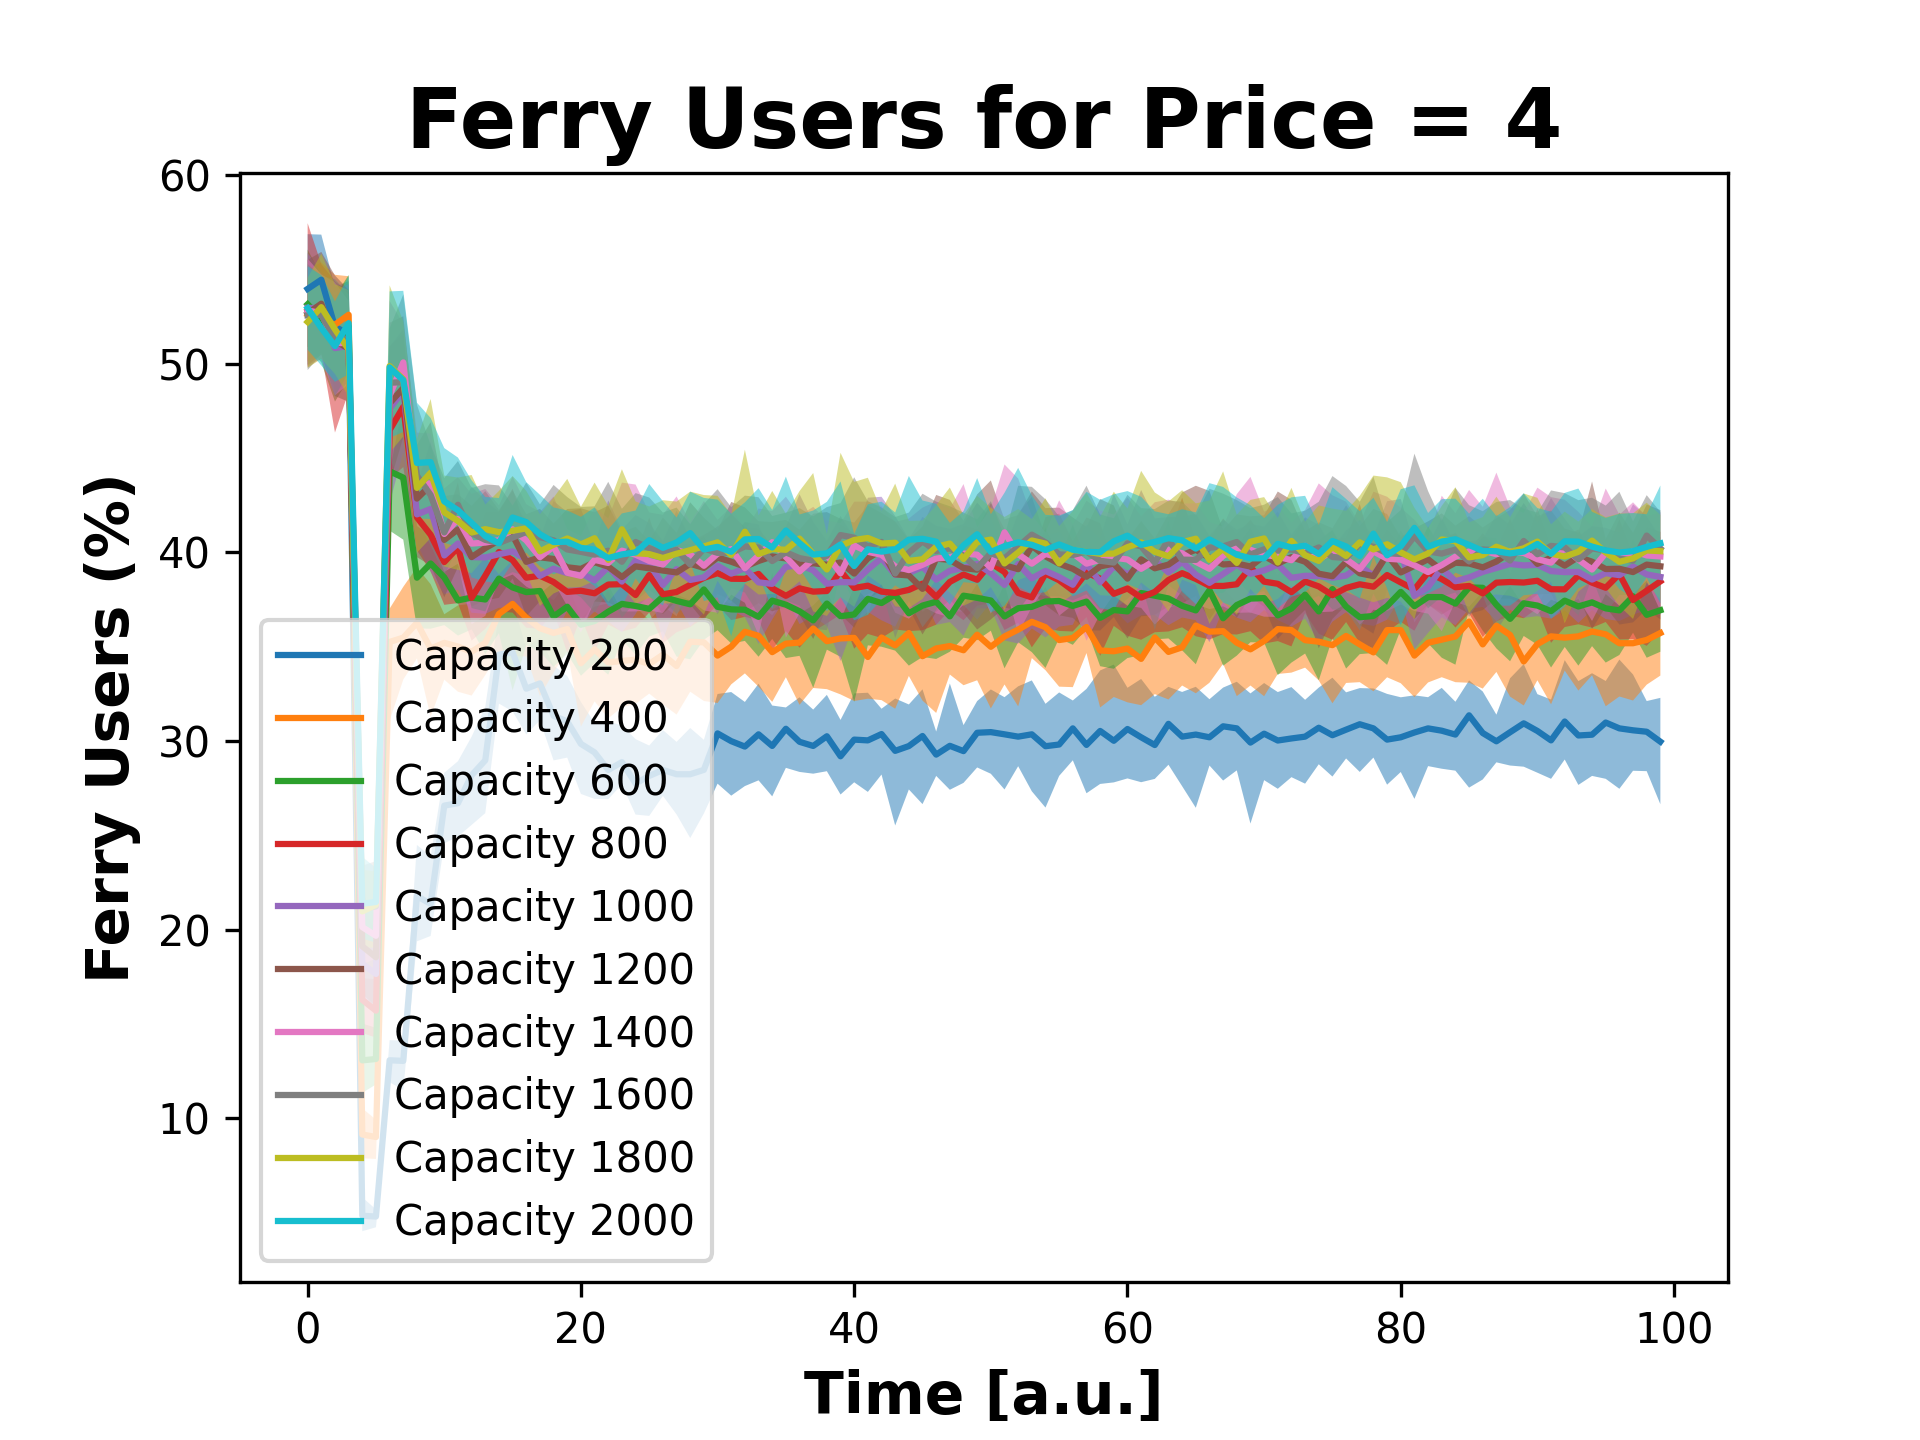 Ferry Users for Price = 4
Ferry Users (%)
60
50
40
30
20
10
Capacity 200
Capacity 400
Capacity 600
Capacity 800
Capacity 1000
Capacity 1200
Capacity 1400
Capacity 1600
Capacity 1800
Capacity 2000
0 20 40 60 80 100
Time [a.u.]